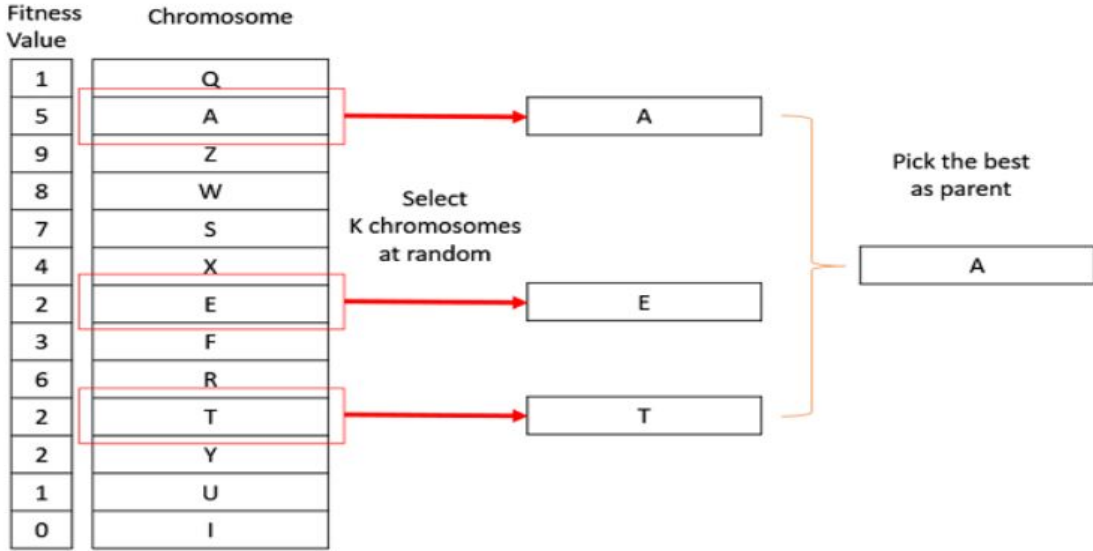 Fitness
Value
Chromosome
1 Q
5 A
9 Z
8 W
7 S
4 X
2 E
3 F
6 R
2 T
2 Y
1 U
0 I
Select
K chromosomes
at random
A
E
T
Pick the best
as parent
A